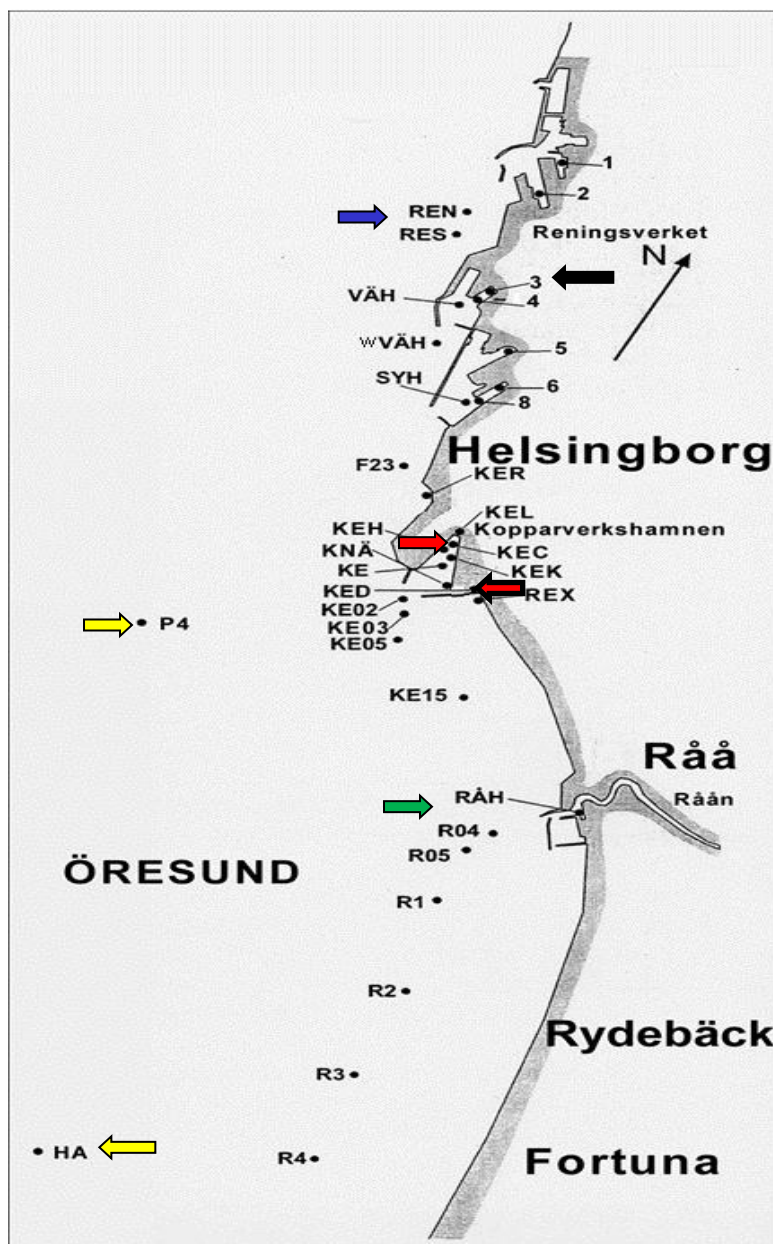 1
2
REN
RES
Reningsverket
N
3
VÄH
4
wVÄH
5
SYH
6
8
Helsingborg
F23
KER
KEL
KEH
Kopparverkshamnen
KNÄ
KEC
KE
KEK
KED
REX
KE02
KE03
P4
KE05
KE15
Råå
RÅH
Råån
R04
R05
ÖRESUND
R1
R2
Rydebäck
R3
HA
R4
Fortuna